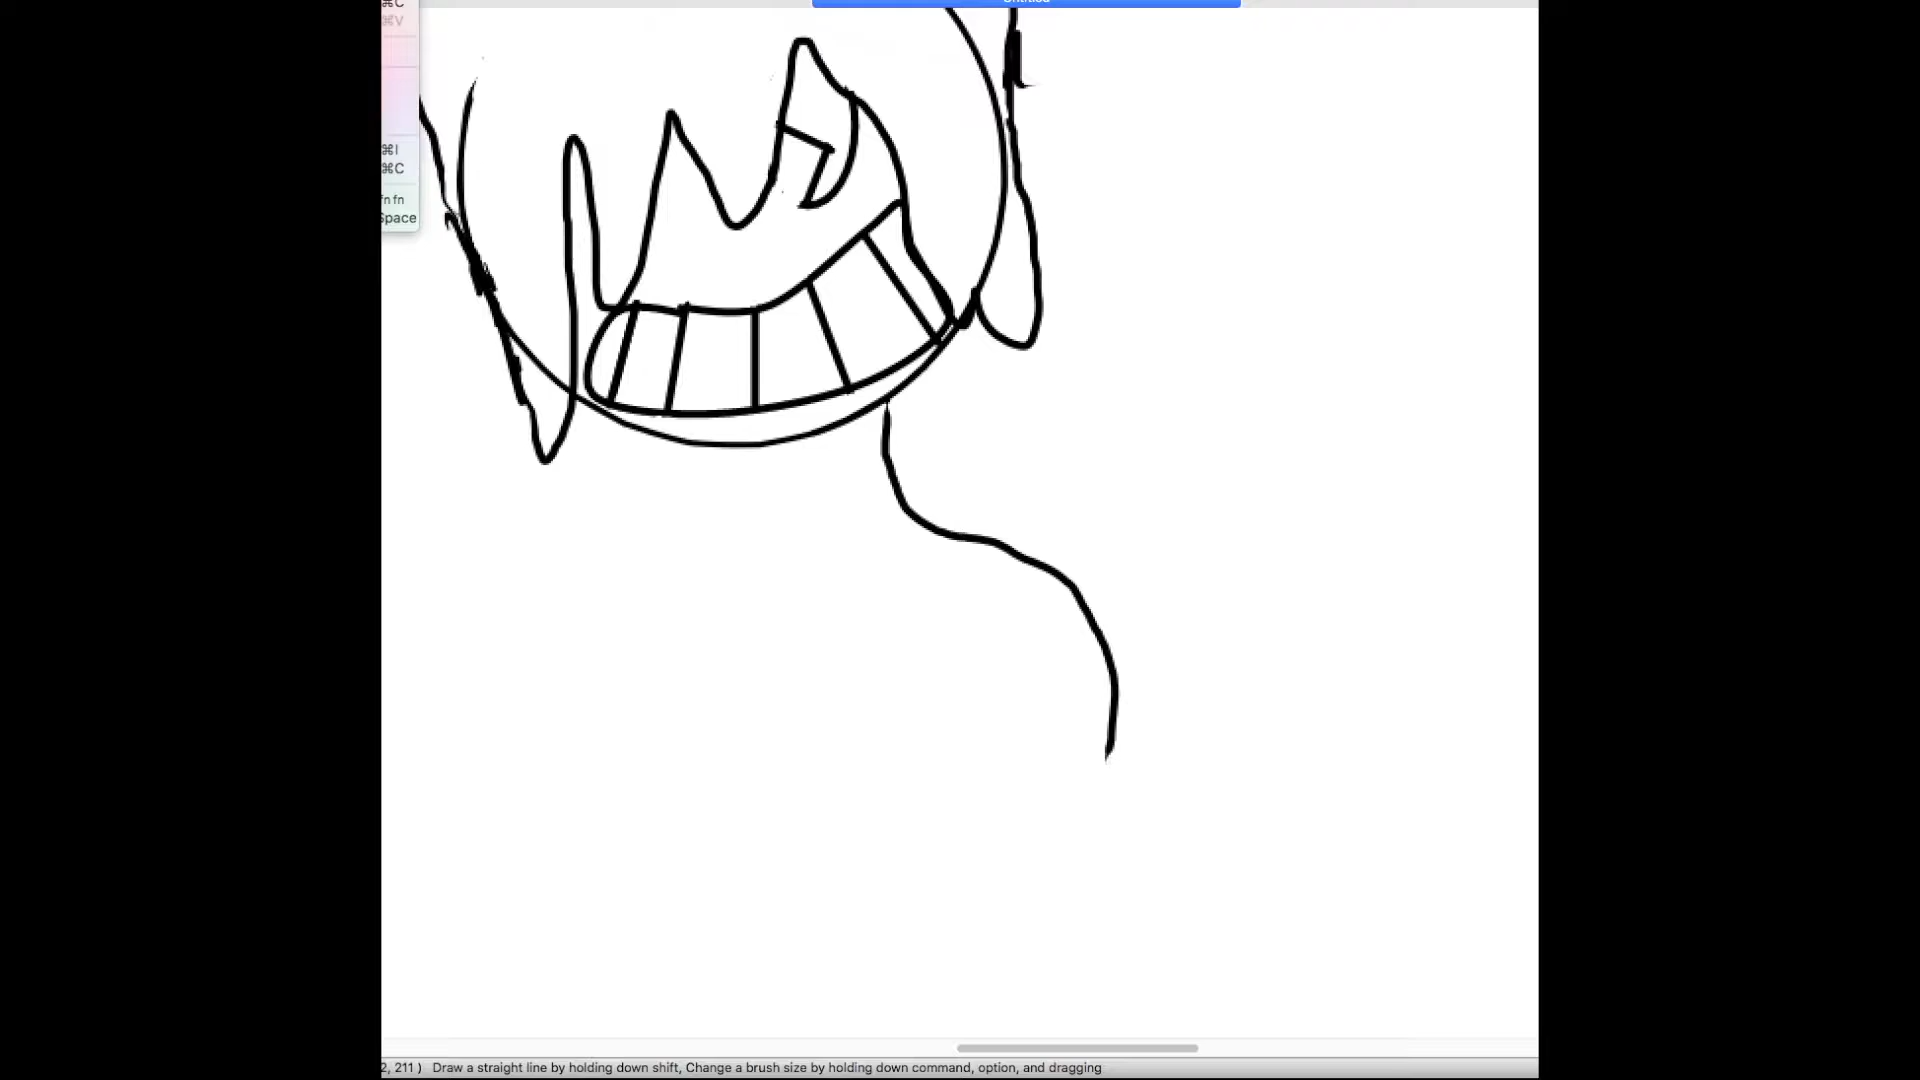 ⌘C
⌘V
Untitled
⌘I
⌘C
fn fn
Space
2, 211 ) Draw a straight line by holding down shift, Change a brush size by holding down command, option, and dragging